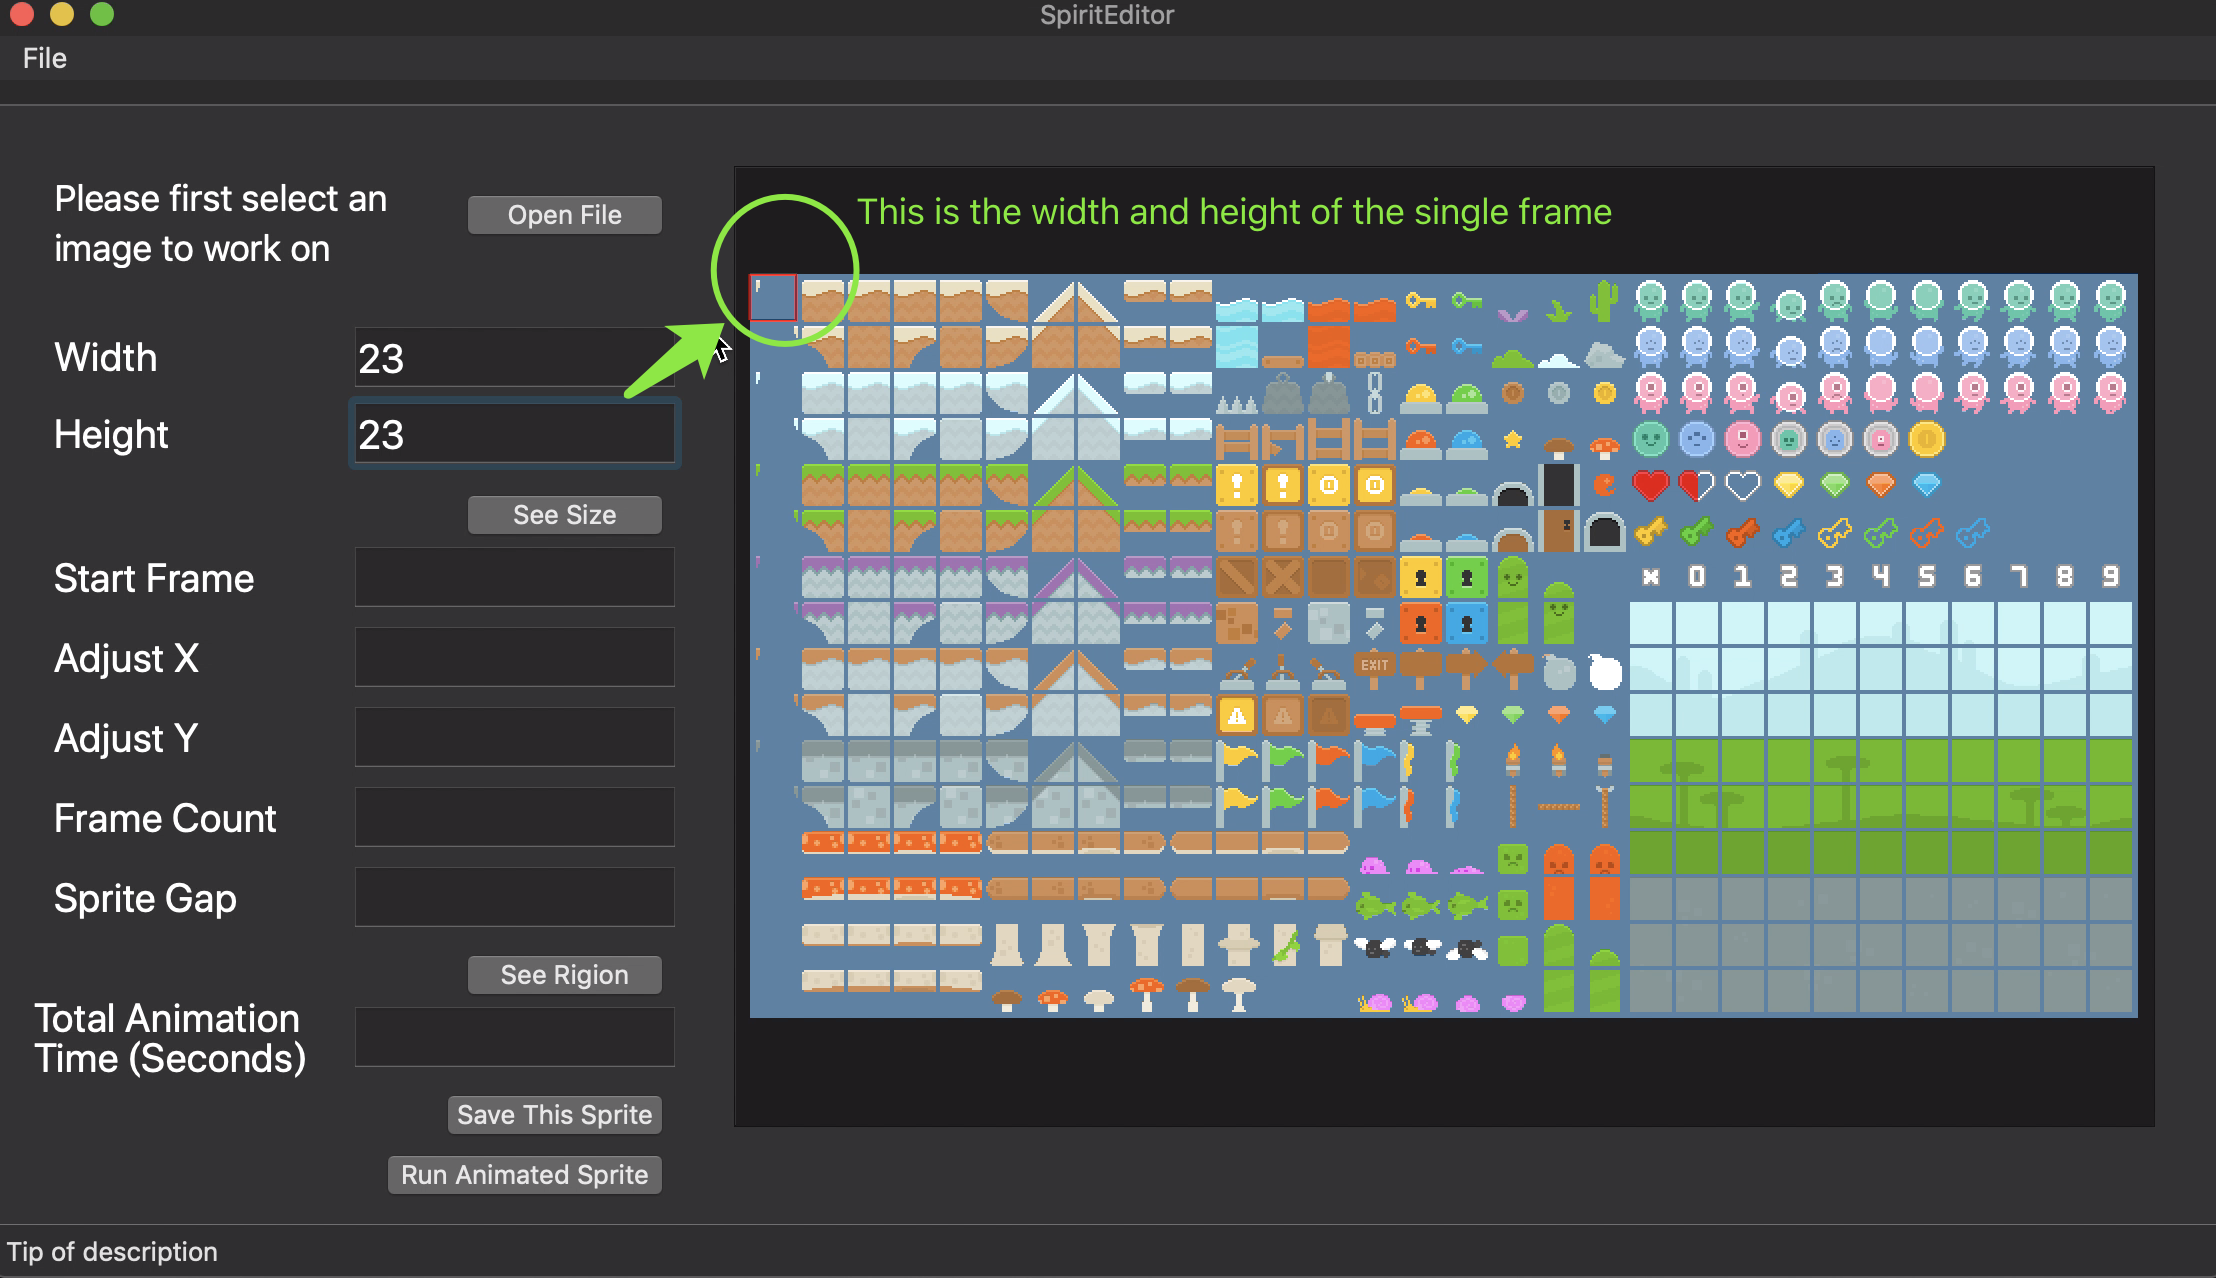 SpiritEditor
File
Please first select an
image to work on
Open File
This is the width and height of the single frame
Width
23
Height
23
See Size
Start Frame
Adjust X
Adjust Y
Frame Count
Sprite Gap
See Rigion
Total Animation
Time (Seconds)
Save This Sprite
Run Animated Sprite
EXIT
× 0 1 2 3 4 5 6 7 8 9
Tip of description